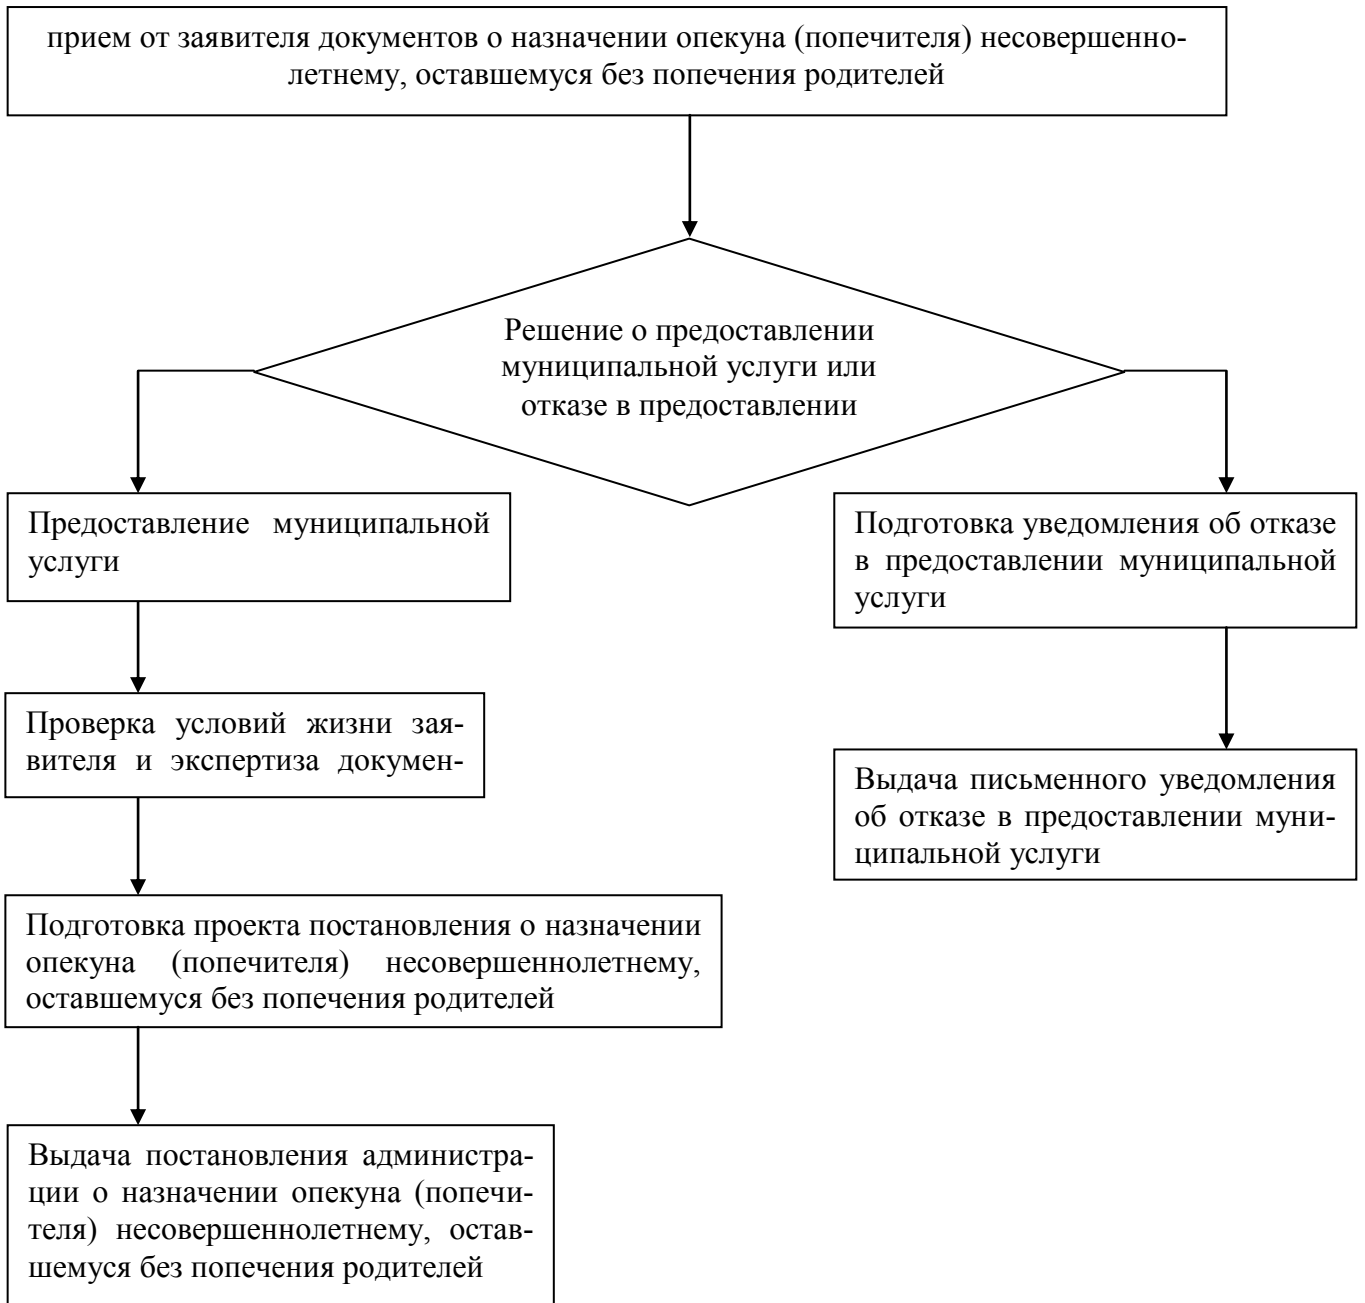 прием от заявителя документов о назначении опекуна (попечителя) несовершенно-
летнему, оставшемуся без попечения родителей
Решение о предоставлении
муниципальной услуги или
отказе в предоставлении
Предоставление муниципальной
услуги
Подготовка уведомления об отказе
в предоставлении муниципальной
услуги
Проверка условий жизни зая-
вителя и экспертиза докумен-
Выдача письменного уведомления
об отказе в предоставлении муни-
ципальной услуги
Подготовка проекта постановления о назначении
опекуна (попечителя) несовершеннолетнему,
оставшемуся без попечения родителей
Выдача постановления администра-
ции о назначении опекуна (попечи-
теля) несовершеннолетнему, остав-
шемуся без попечения родителей